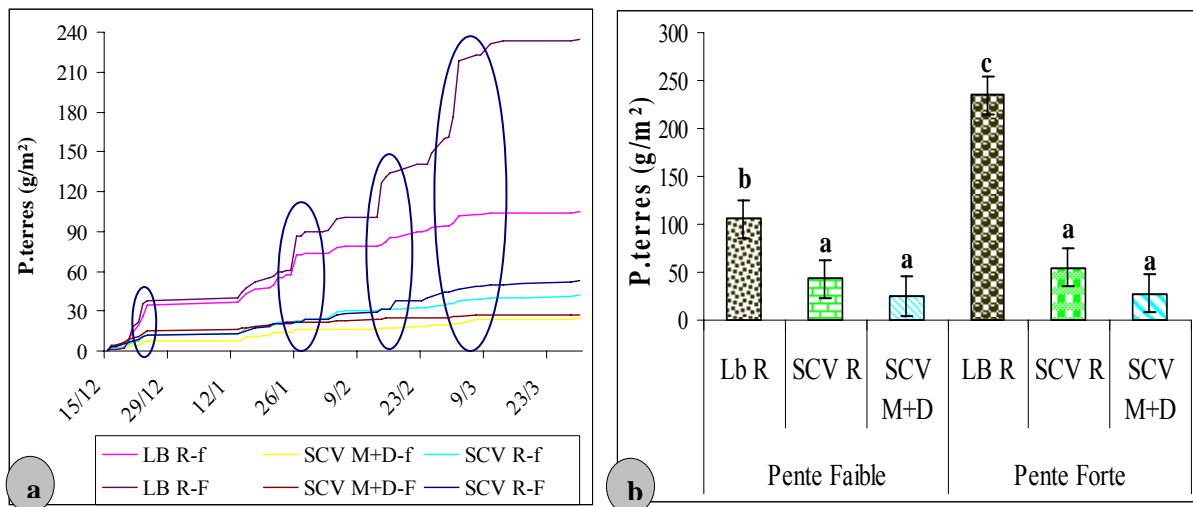 240
210
180
150
120
90
60
30
0
P.terres (g/m²)
15/12
29/12
12/1
26/1
9/2
23/2
9/3
23/3
LB R-f
SCV M+D-f
SCV R-f
LB R-F
SCV M+D-F
SCV R-F
a
300
250
200
150
100
50
0
P.terres (g/m²)
b
a
a
c
a
a
Lb R
SCV R
SCV
M+D
LB R
SCV R
SCV
M+D
Pente Faible
Pente Forte
b